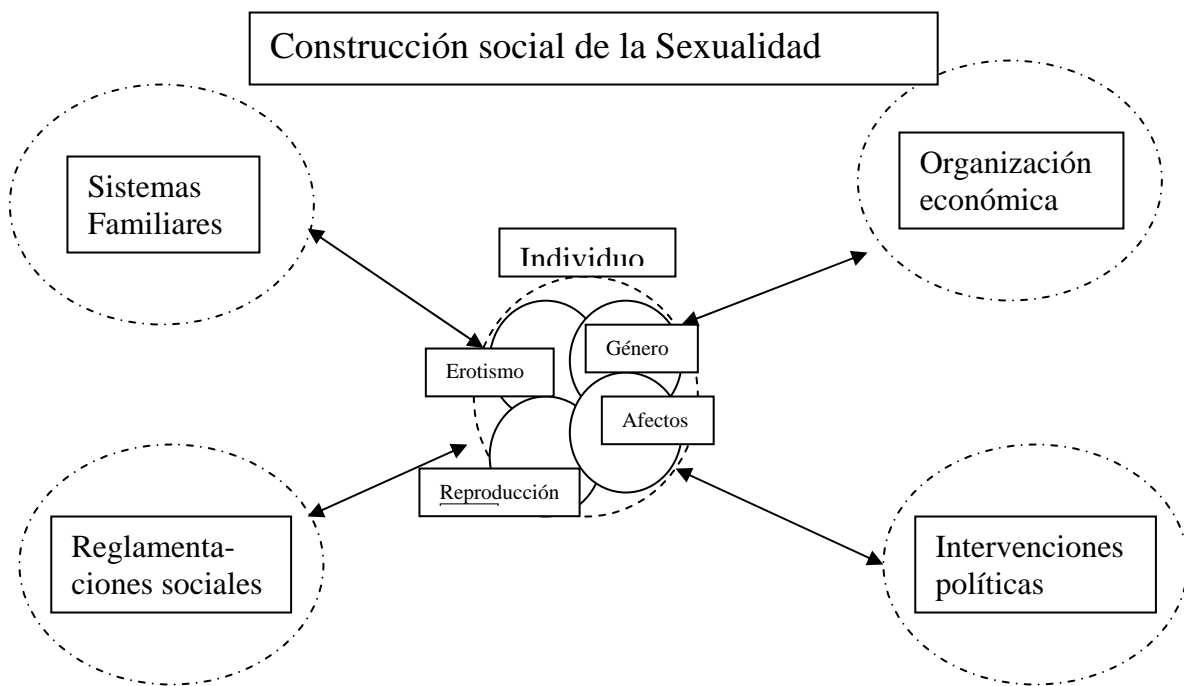 Construcción social de la Sexualidad
Sistemas
Familiares
Organización
económica
Individuo
Género
Erotismo
Afectos
Reproducción
Reglamenta-
ciones sociales
Intervenciones
políticas